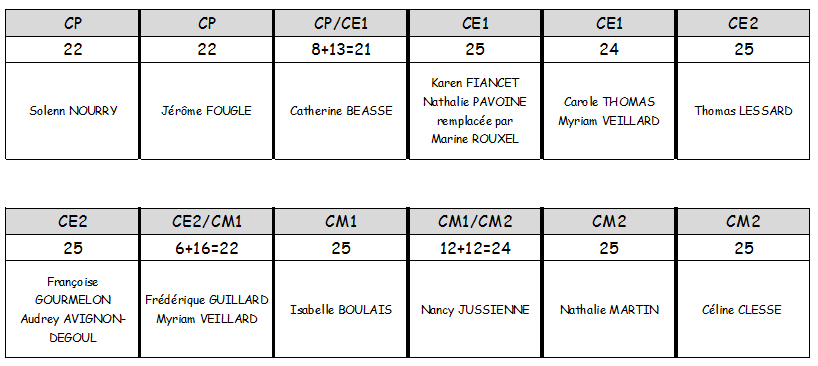 CP CP CP/CE1 CE1 CE1 CE2
22 22 8+13=21 25 24 25
Solenn NOURRY
Jérôme FOUGLE
Catherine BEASSE
Karen FIANCET
Nathalie PAVOINE
remplacée par
Marine ROUXEL
Carole THOMAS
Myriam VEILLARD
Thomas LESSARD
CE2 CE2/CM1 CM1 CM1/CM2 CM2 CM2
25 6+16=22 25 12+12=24 25 25
Françoise
GOURMELON
Audrey AVIGNON-
DEGOUL
Frédérique GUILLARD
Myriam VEILLARD
Isabelle BOULAIS
Nancy JUSSIENNE
Nathalie MARTIN
Céline CLESSE